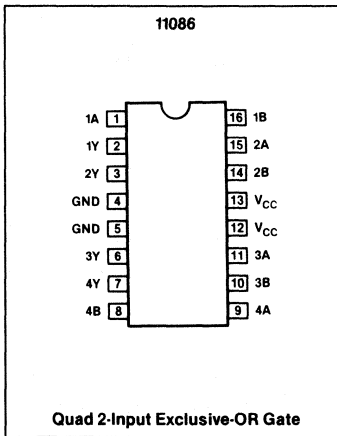 11086
1A 1 16 1B
1Y 2 15 2A
2Y 3 14 2B
GND 4 13 VCC
GND 5 12 VCC
3Y 6 11 3A
4Y 7 10 3B
4B 8 9 4A
Quad 2-Input Exclusive-OR Gate